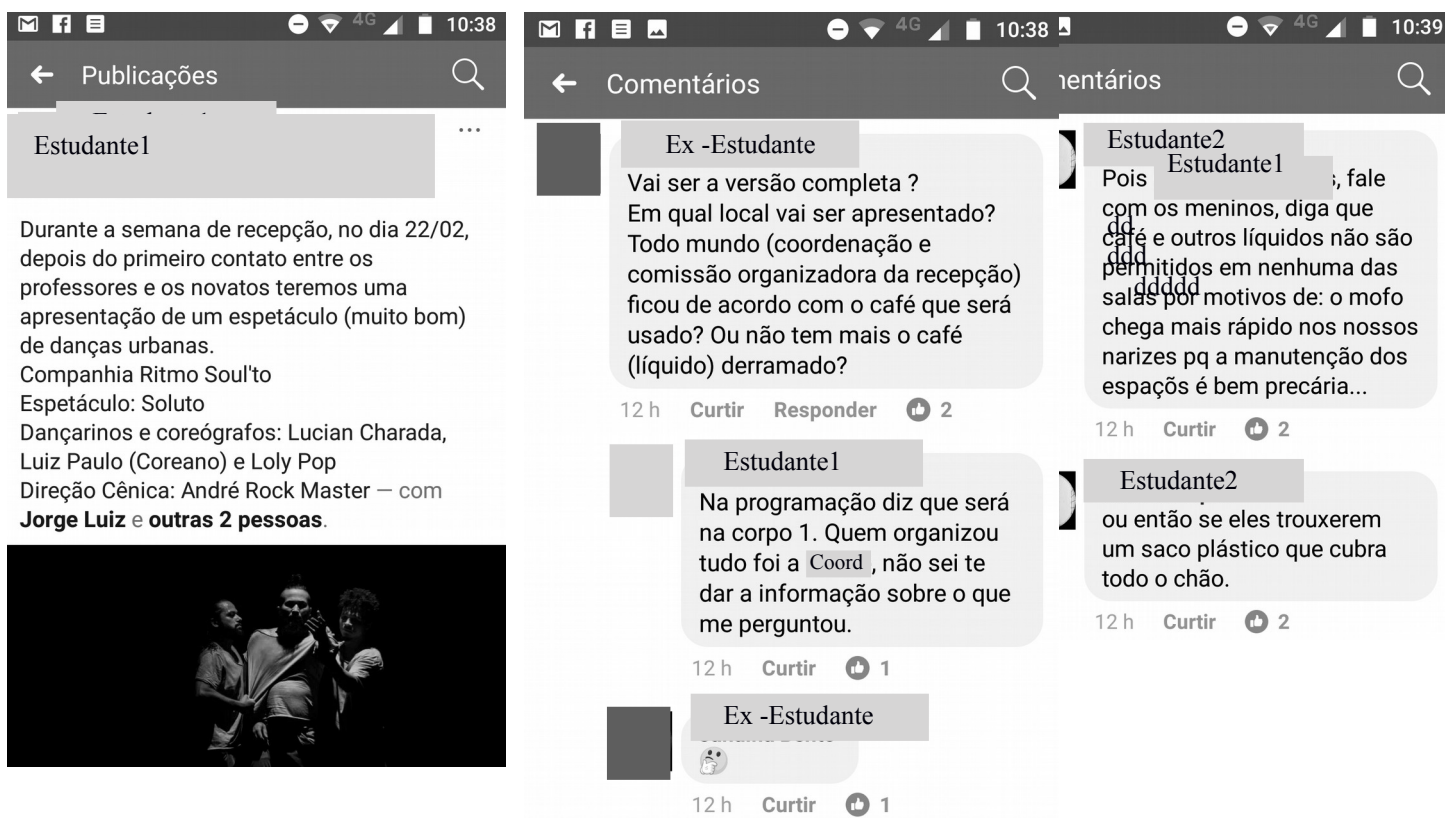 4G 10:38
Publicações
Estudante1
Durante a semana de recepção, no dia 22/02,
depois do primeiro contato entre os
professores e os novatos teremos uma
apresentação de um espetáculo (muito bom)
de danças urbanas.
Companhia Ritmo Soul'to
Espetáculo: Soluto
Dançarinos e coreógrafos: Lucian Charada,
Luiz Paulo (Coreano) e Loly Pop
Direção Cênica: André Rock Master — com
Jorge Luiz e outras 2 pessoas.
4G 10:38
Comentários
Ex -Estudante
Vai ser a versão completa ?
Em qual local vai ser apresentado?
Todo mundo (coordenação e
comissão organizadora da recepção)
ficou de acordo com o café que será
usado? Ou não tem mais o café
(líquido) derramado?
12 h Curtir Responder 2
Estudante1
Na programação diz que será
na corpo 1. Quem organizou
tudo foi a Coord , não sei te
dar a informação sobre o que
me perguntou.
12 h Curtir 1
Ex -Estudante
12 h Curtir 1
4G 10:39
nentários
Estudante2
Estudante1
Pois s, fale
com os meninos, diga que
dd
café e outros líquidos não são
ddd
permitidos em nenhuma das
ddddd
salas por motivos de: o mofo
chega mais rápido nos nossos
narizes pq a manutenção dos
espaçõs é bem precária...
12 h Curtir 2
Estudante2
ou então se eles trouxerem
um saco plástico que cubra
todo o chão.
12 h Curtir 2